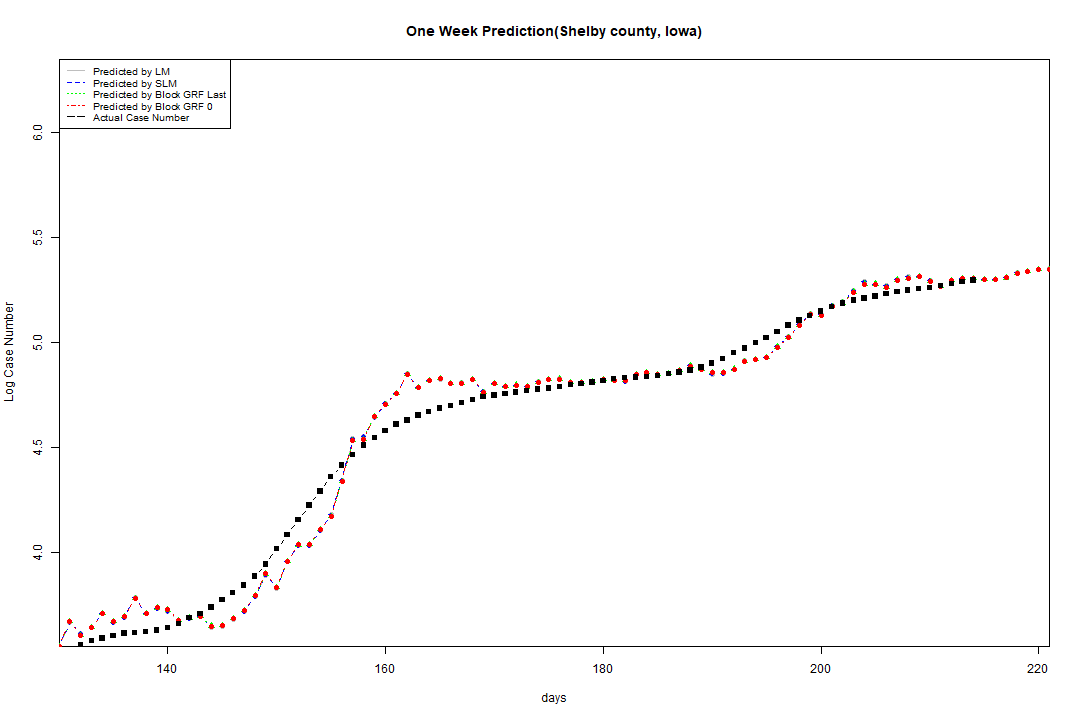 One Week Prediction(Shelby county, Iowa)
Predicted by LM
Predicted by SLM
Predicted by Block GRF Last
Predicted by Block GRF 0
Actual Case Number
6.0
5.5
5.0
4.5
4.0
Log Case Number
140 160 180 200 220
days